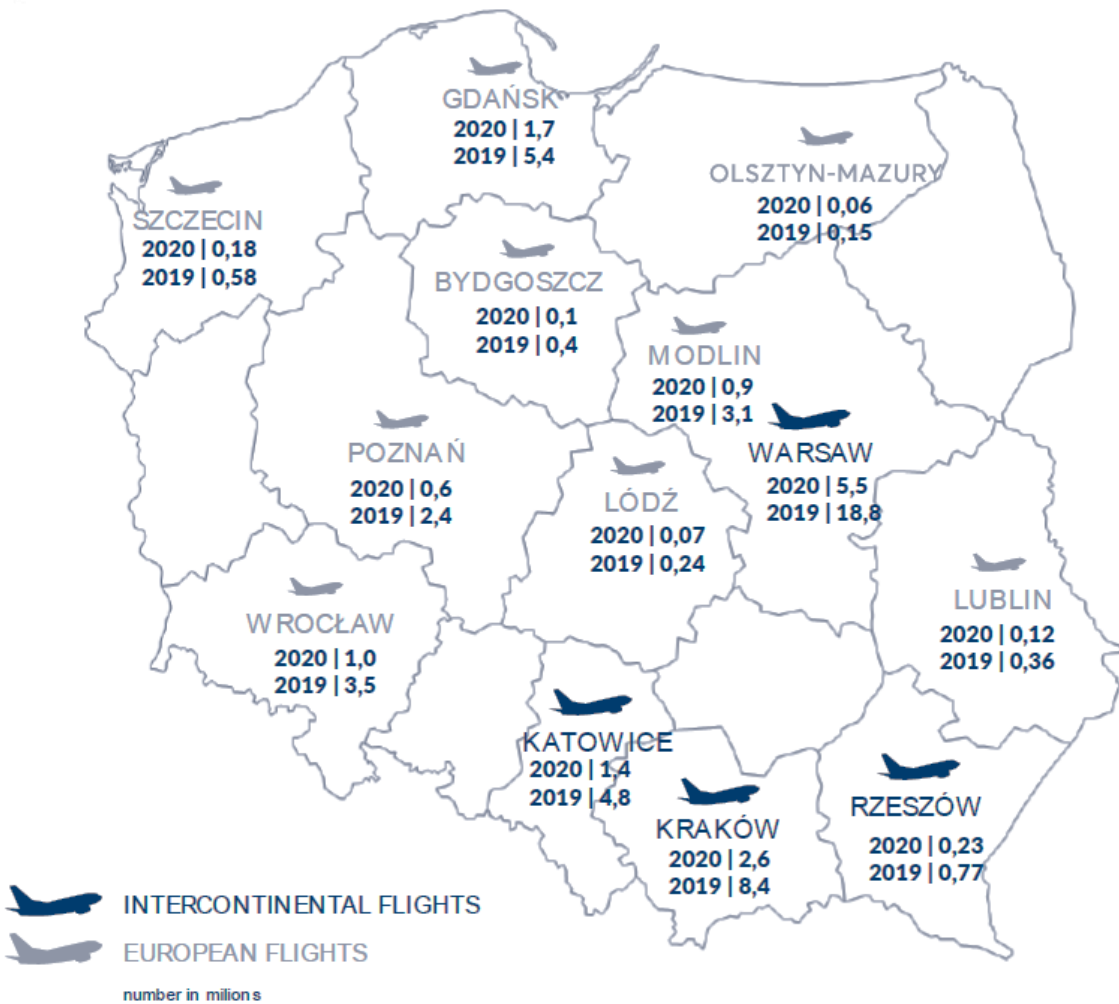 GDAŃSK
2020 | 1,7
2019 | 5,4
OLSZTYN-MAZURY
2020 | 0,06
2019 | 0,15
SZCZECIN
2020 | 0,18
2019 | 0,58
BYDGOSZCZ
2020 | 0,1
2019 | 0,4
MODLIN
2020 | 0,9
2019 | 3,1
WARSAW
2020 | 5,5
2019 | 18,8
POZNAŃ
2020 | 0,6
2019 | 2,4
LÓDŹ
2020 | 0,07
2019 | 0,24
LUBLIN
2020 | 0,12
2019 | 0,36
WROCŁAW
2020 | 1,0
2019 | 3,5
KATOWICE
2020 | 1,4
2019 | 4,8
KRAKÓW
2020 | 2,6
2019 | 8,4
RZESZÓW
2020 | 0,23
2019 | 0,77
INTERCONTINENTAL FLIGHTS
EUROPEAN FLIGHTS
number in milions